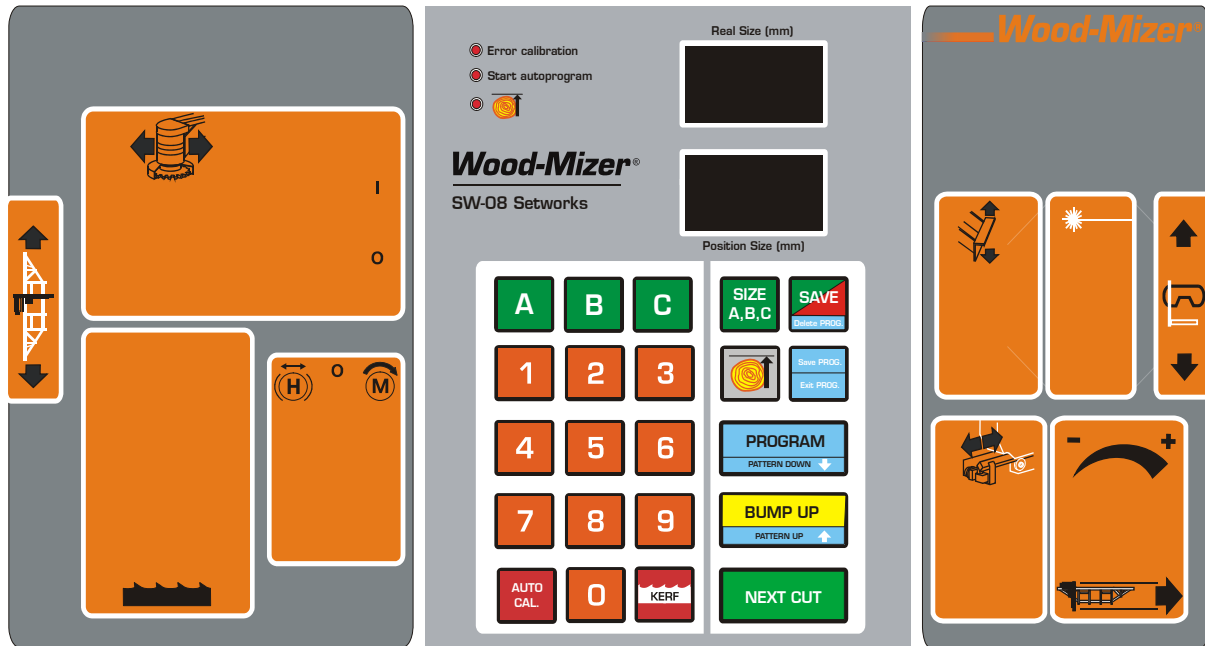 I
O
H
O
M
Error calibration
Start autoprogram
Real Size (mm)
Wood-Mizer®
SW-08 Setworks
Position Size (mm)
A
B
C
SIZE
A,B,C
SAVE
Delete PROG.
1
2
3
Save PROG.
Exit PROG.
4
5
6
PROGRAM
PATTERN DOWN
7
8
9
BUMP UP
PATTERN UP
AUTO
CAL.
0
KERF
NEXT CUT
Wood-Mizer®
- +